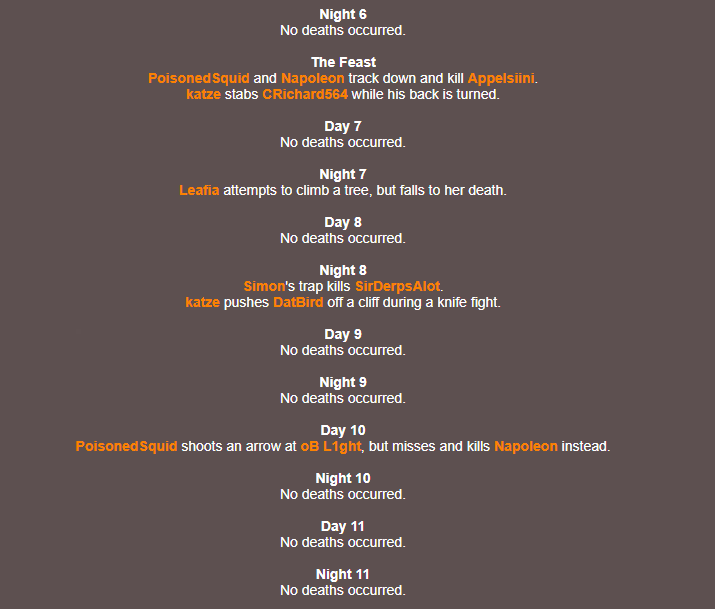 Night 6
No deaths occurred.
The Feast
PoisonedSquid and Napoleon track down and kill Appelsiini.
katze stabs CRichard564 while his back is turned.
Day 7
No deaths occurred.
Night 7
Leafia attempts to climb a tree, but falls to her death.
Day 8
No deaths occurred.
Night 8
Simon's trap kills SirDerpsAlot.
katze pushes DatBird off a cliff during a knife fight.
Day 9
No deaths occurred.
Night 9
No deaths occurred.
Day 10
PoisonedSquid shoots an arrow at oB L1ght, but misses and kills Napoleon instead.
Night 10
No deaths occurred.
Day 11
No deaths occurred.
Night 11
No deaths occurred.